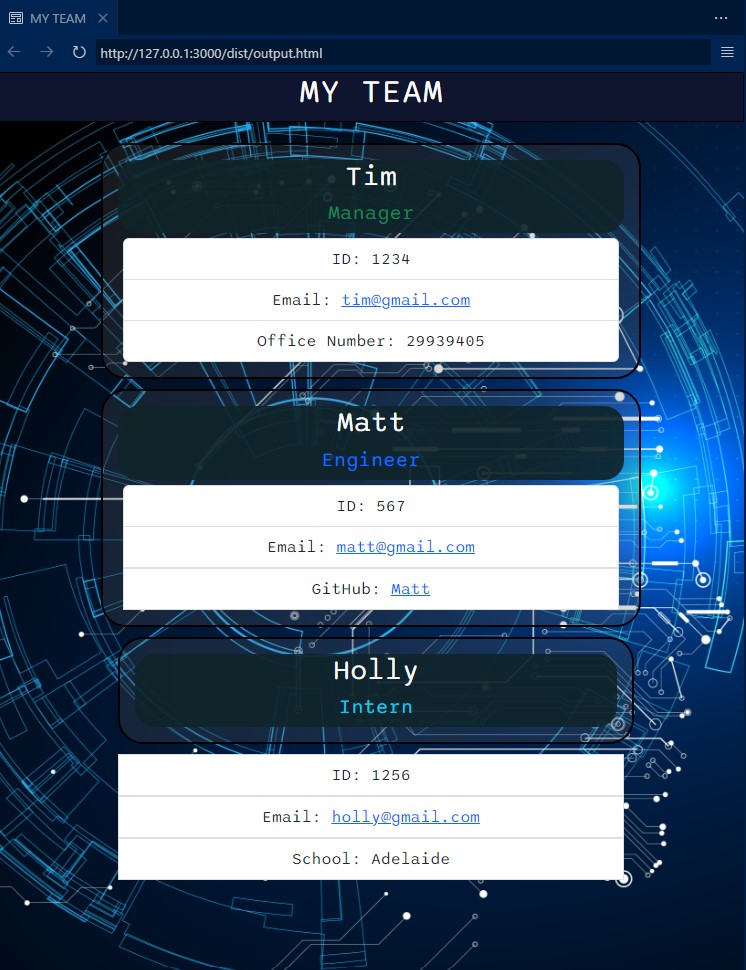 MY TEAM
http://127.0.0.1:3000/dist/output.html
MY TEAM
Tim
Manager
ID: 1234
Email: tim@gmail.com
Office Number: 29939405
Matt
Engineer
ID: 567
Email: matt@gmail.com
GitHub: Matt
Holly
Intern
ID: 1256
Email: holly@gmail.com
School: Adelaide